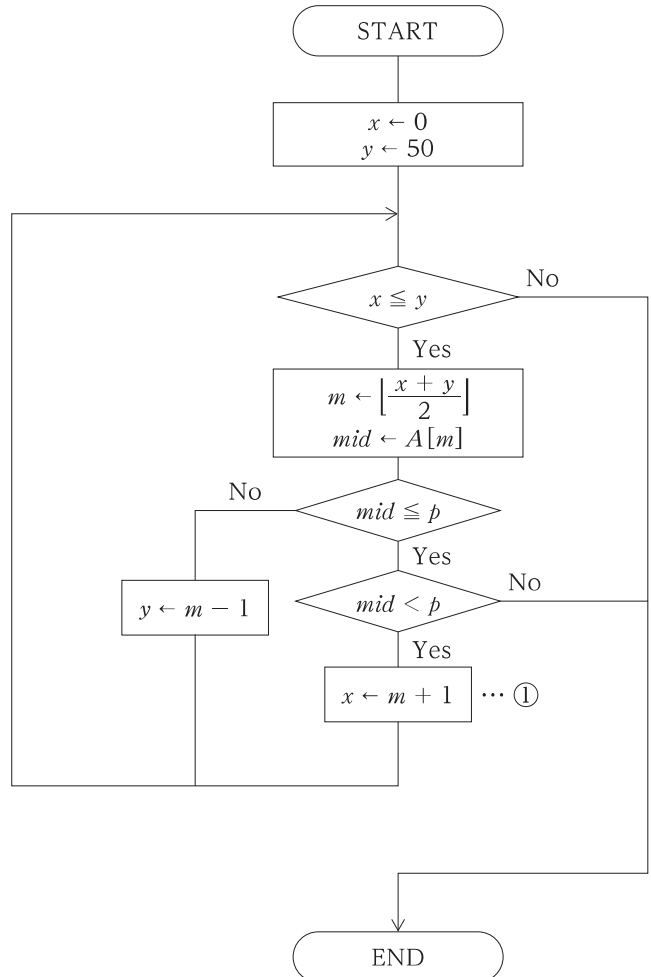 START
x ← 0
y ← 50
x ≦ y
No
Yes
m ← ⌊(x + y)/2⌋
mid ← A[m]
mid ≦ p
No
Yes
y ← m − 1
mid < p
No
Yes
x ← m + 1 … ①
END